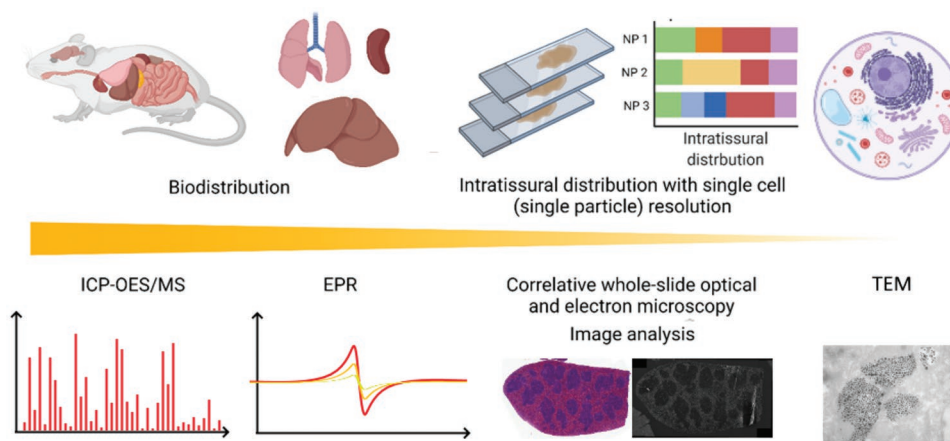 NP 1
NP 2
NP 3
Intratissural
distrbution
Biodistribution
Intratissural distribution with single cell
(single particle) resolution
ICP-OES/MS
EPR
Correlative whole-slide optical
and electron microscopy
Image analysis
TEM